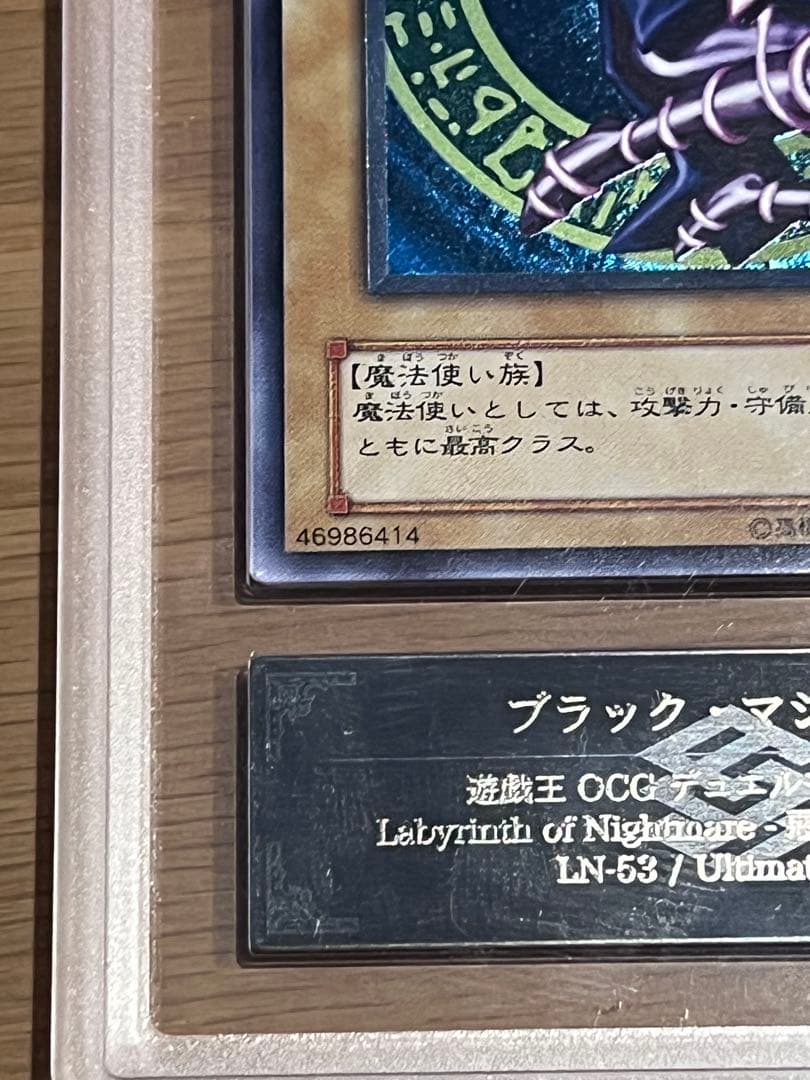 【魔法使い族】
魔法使いとしては、攻撃力・守備
ともに最高クラス。
46986414
©高橋
ブラック・マジ
遊戯王 OCG デュエル
Labyrinth of Nightmare -
LN-53 / Ultimat